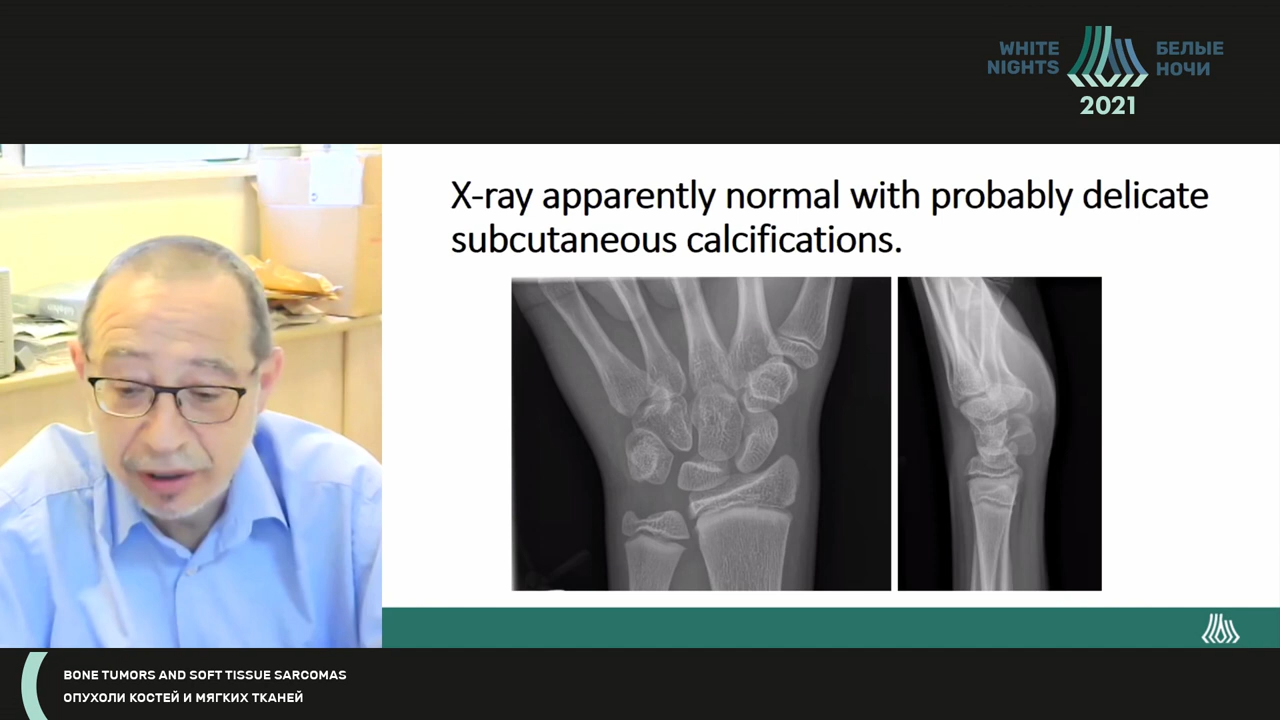 WHITE
NIGHTS
БЕЛЫЕ
НОЧИ
2021
X-ray apparently normal with probably delicate
subcutaneous calcifications.
BONE TUMORS AND SOFT TISSUE SARCOMAS
ОПУХОЛИ КОСТЕЙ И МЯГКИХ ТКАНЕЙ